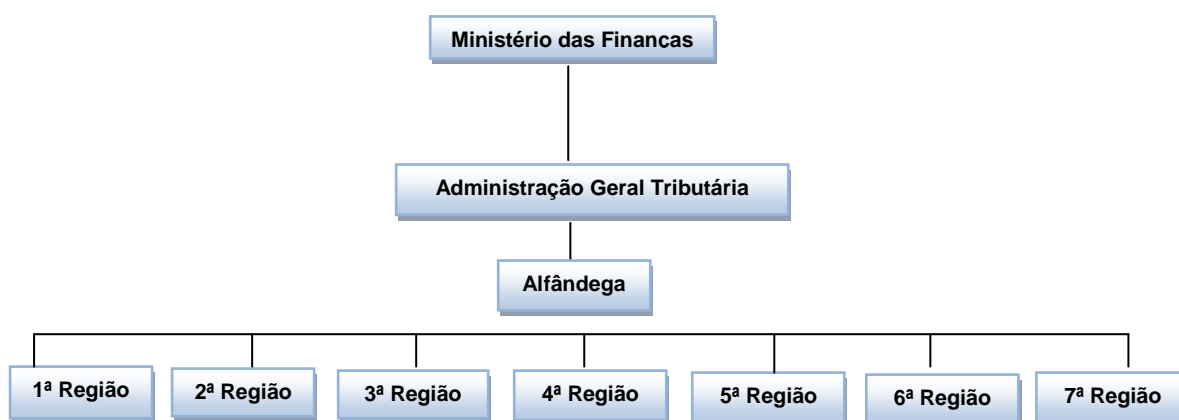 Ministério das Financas
Administração Geral Tributária
Alfândega
1ª Região
2ª Região
3ª Região
4ª Região
5ª Região
6ª Região
7ª Região